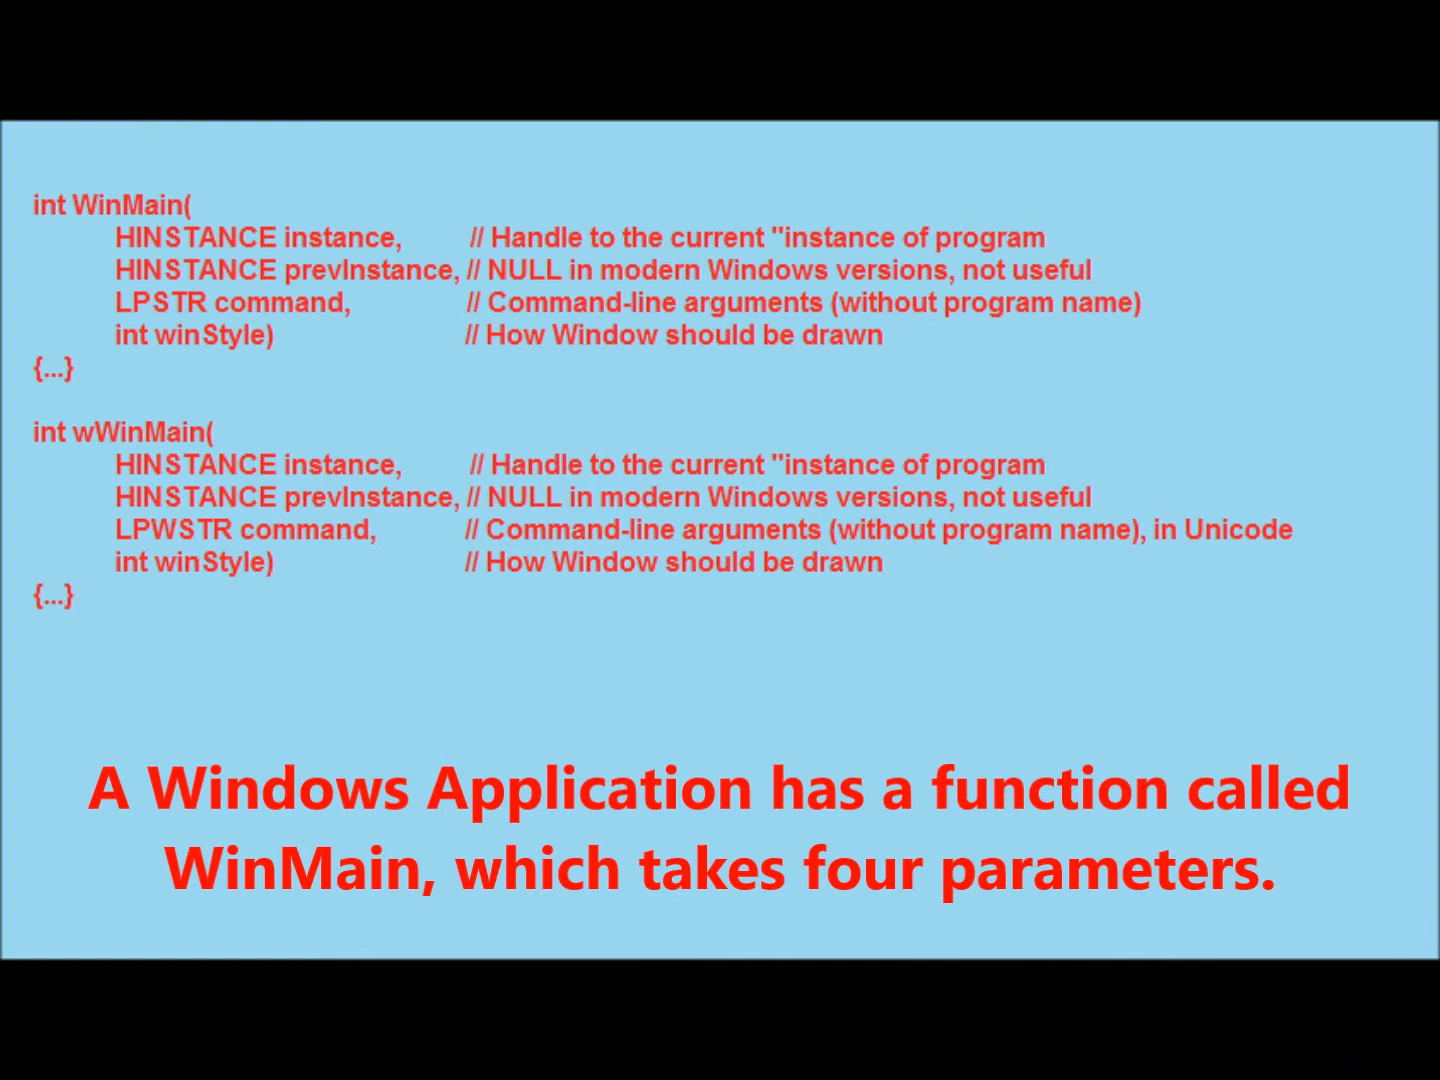 int WinMain(
HINSTANCE instance, // Handle to the current "instance of program
HINSTANCE prevInstance, // NULL in modern Windows versions, not useful
LPSTR command, // Command-line arguments (without program name)
int winStyle) // How Window should be drawn
{...}
int wWinMain(
HINSTANCE instance, // Handle to the current "instance of program
HINSTANCE prevInstance, // NULL in modern Windows versions, not useful
LPWSTR command, // Command-line arguments (without program name), in Unicode
int winStyle) // How Window should be drawn
{...}
A Windows Application has a function called
WinMain, which takes four parameters.